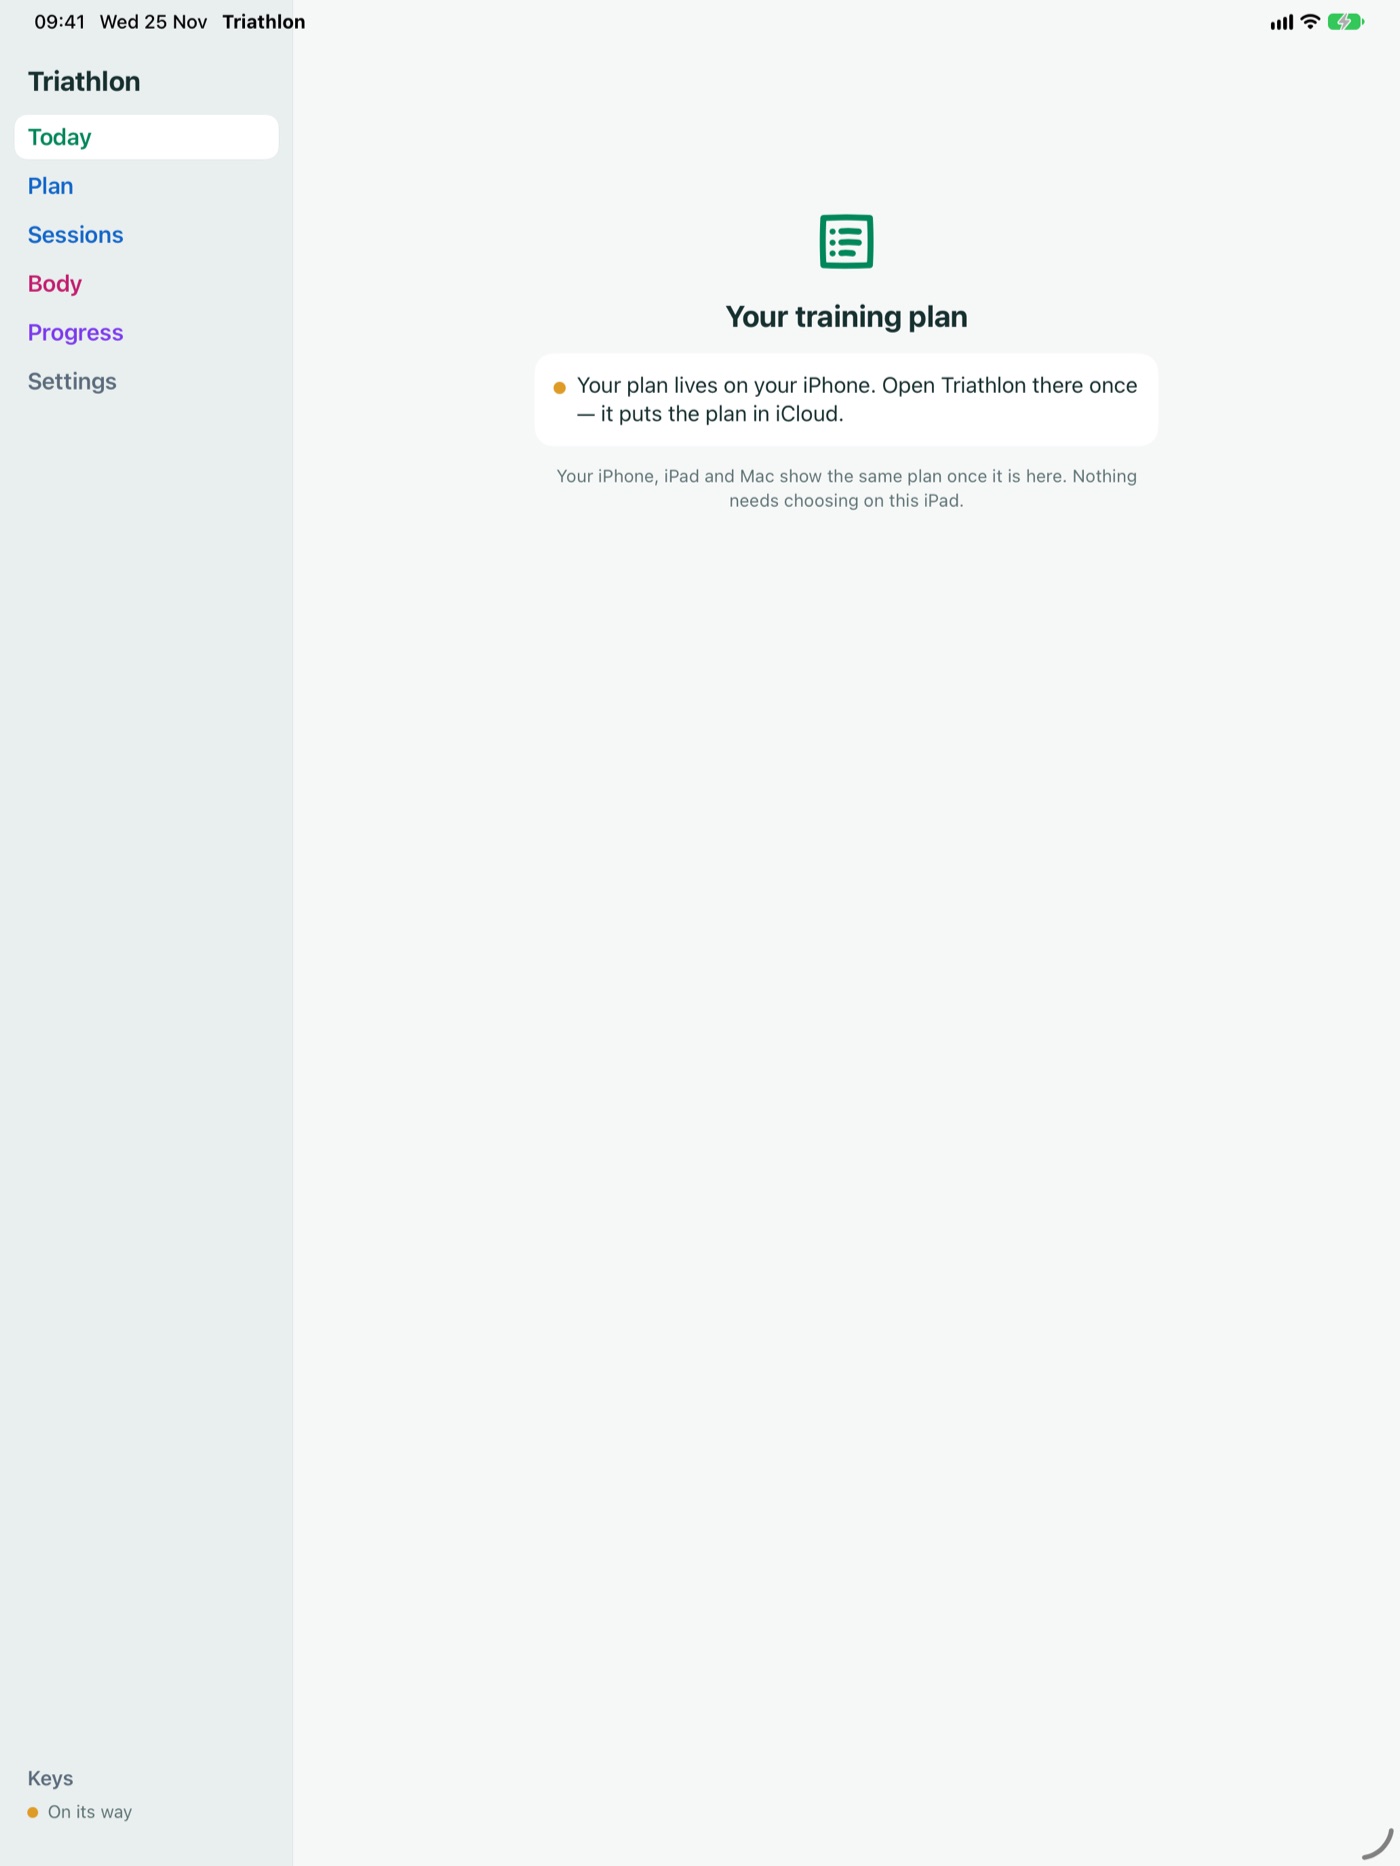 09:41 Wed 25 Nov Triathlon
Triathlon
Today
Plan
Sessions
Body
Progress
Settings
Your training plan
Your plan lives on your iPhone. Open Triathlon there once
— it puts the plan in iCloud.
Your iPhone, iPad and Mac show the same plan once it is here. Nothing
needs choosing on this iPad.
Keys
On its way